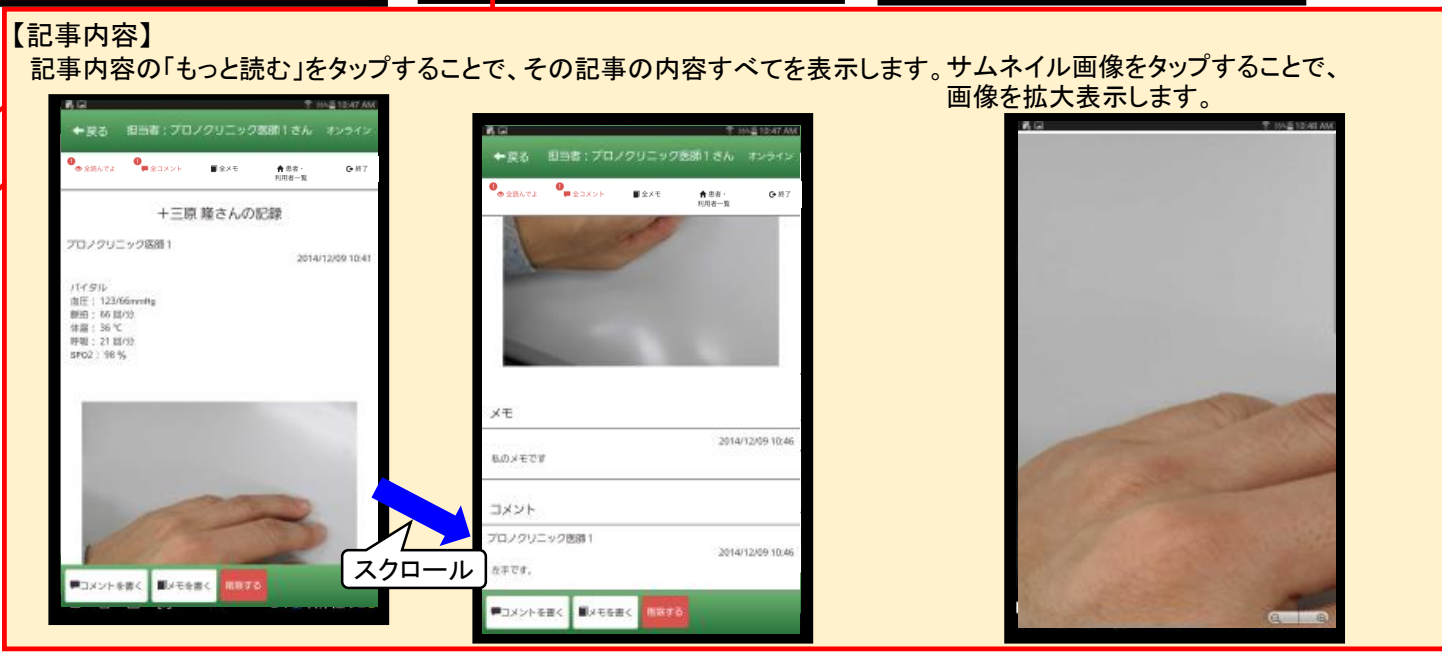 【記事内容】
記事内容の「もっと読む」をタップすることで、その記事の内容すべてを表示します。
サムネイル画像をタップすることで、
画像を拡大表示します。
10:47 AM
戻る 担当者：プロノクリニック医師1さん オンライン
1 全読んでよ 1 全コメント 全メモ 患者・ 終了
利用者一覧
十三原 隆さんの記録
プロノクリニック医師1
2014/12/09 10:41
バイタル
血圧： 123/66mmHg
脈拍： 66 回/分
体温： 36 ℃
呼吸： 21 回/分
SPO2： 98 %
コメントを書く メモを書く 削除する
スクロール
10:47 AM
戻る 担当者：プロノクリニック医師1さん オンライン
1 全読んでよ 1 全コメント 全メモ 患者・ 終了
利用者一覧
メモ
2014/12/09 10:46
私のメモです
コメント
プロノクリニック医師1
2014/12/09 10:46
左手です。
コメントを書く メモを書く 削除する
10:48 AM